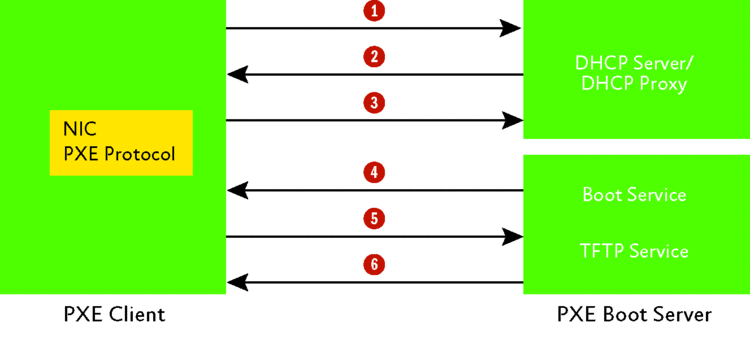 1
2
DHCP Server/
DHCP Proxy
3
NIC
PXE Protocol
4
Boot Service
5
TFTP Service
6
PXE Client
PXE Boot Server